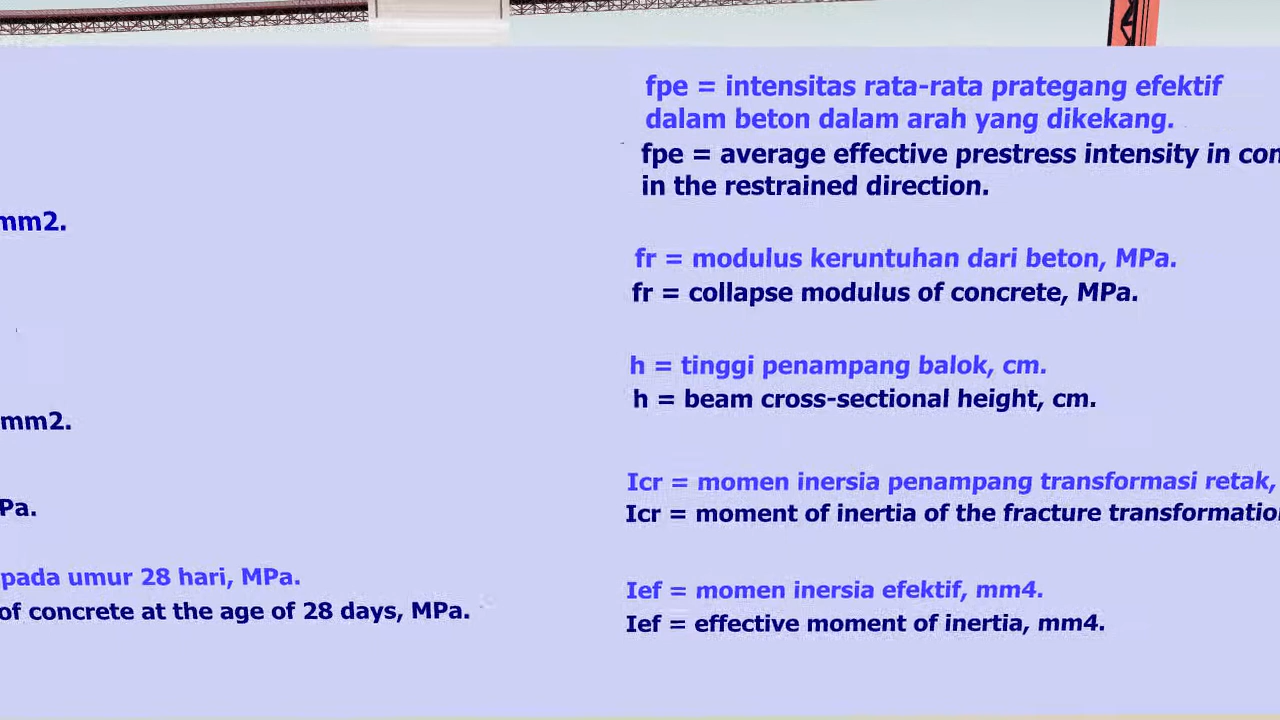 mm2.
mm2.
Pa.
pada umur 28 hari, MPa.
of concrete at the age of 28 days, MPa.
fpe = intensitas rata-rata prategang efektif
dalam beton dalam arah yang dikekang.
fpe = average effective prestress intensity in
in the restrained direction.
fr = modulus keruntuhan dari beton, MPa.
fr = collapse modulus of concrete, MPa.
h = tinggi penampang balok, cm.
h = beam cross-sectional height, cm.
Icr = momen inersia penampang transformasi retak,
Icr = moment of inertia of the fracture
Ief = momen inersia efektif, mm4.
Ief = effective moment of inertia, mm4.